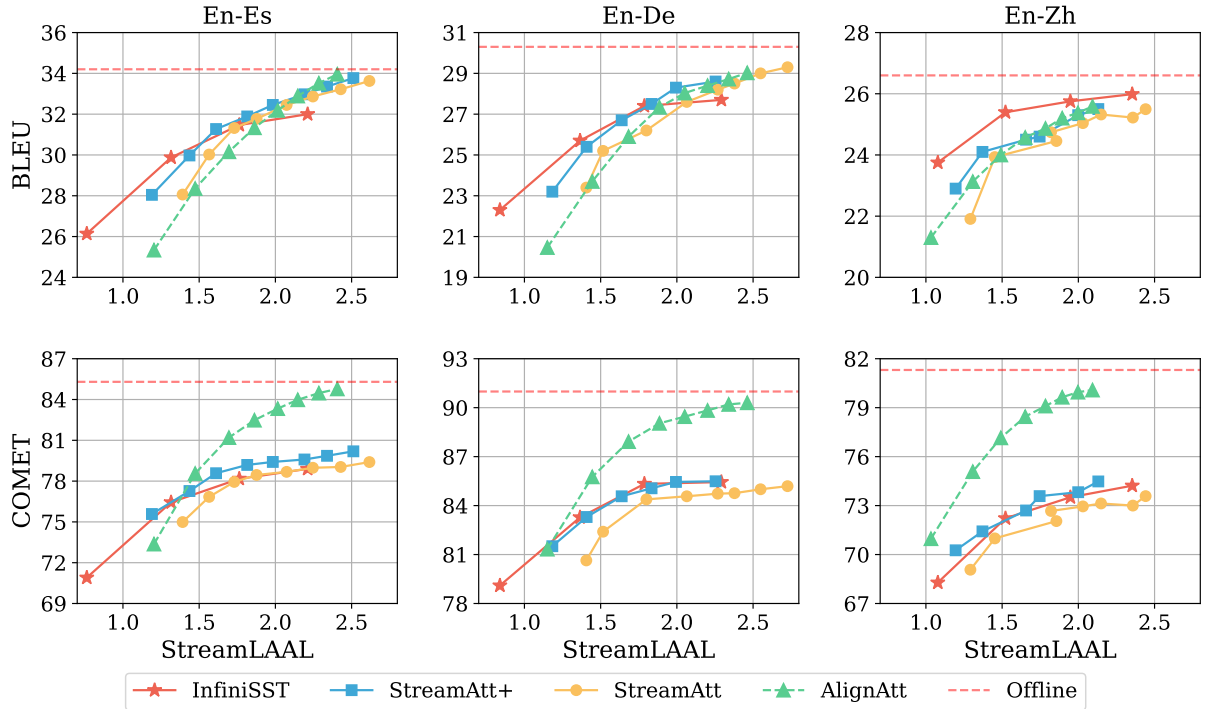 En-Es
En-De
En-Zh
BLEU
36
34
32
30
28
26
24
1.0 1.5 2.0 2.5
31
29
27
25
23
21
19
1.0 1.5 2.0 2.5
28
26
24
22
20
1.0 1.5 2.0 2.5
COMET
87
84
81
78
75
72
69
1.0 1.5 2.0 2.5
StreamLAAL
93
90
87
84
81
78
1.0 1.5 2.0 2.5
StreamLAAL
82
79
76
73
70
67
1.0 1.5 2.0 2.5
StreamLAAL
InfiniSST StreamAtt+ StreamAtt AlignAtt Offline